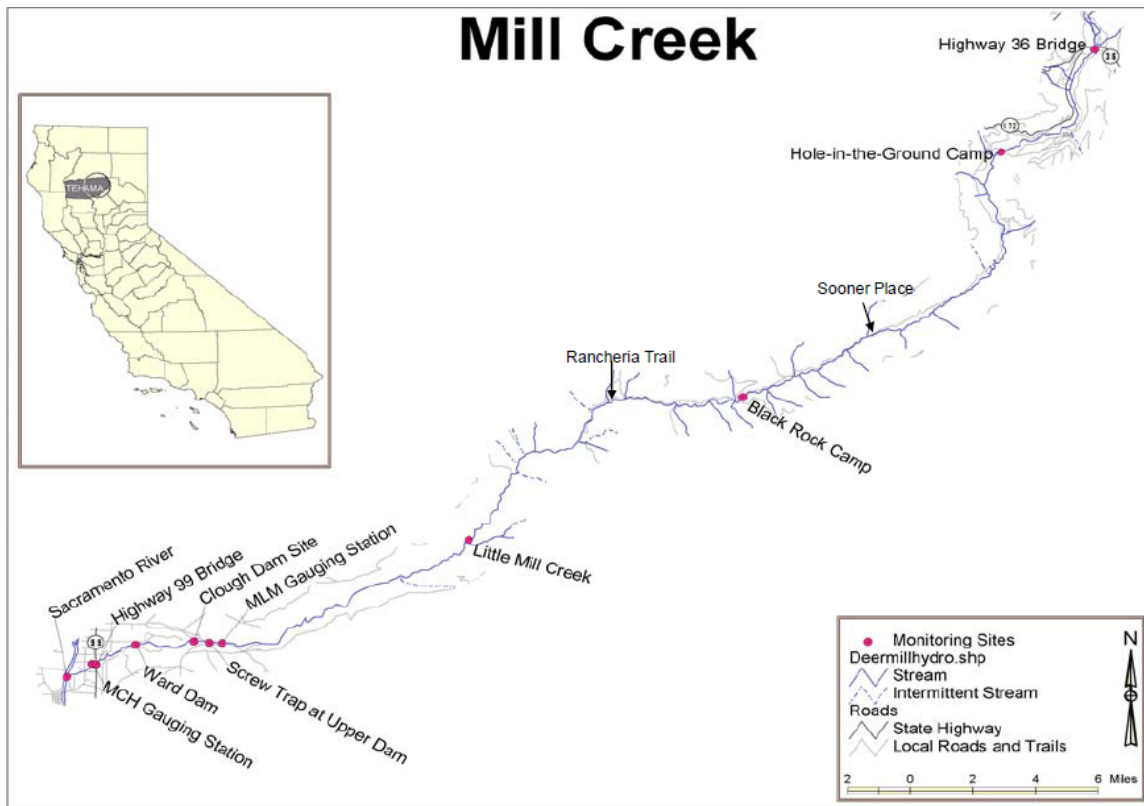 Mill Creek
Highway 36 Bridge
36
172
Hole-in-the-Ground Camp
TEHAMA
Sooner Place
Rancheria Trail
Black Rock Camp
Little Mill Creek
MLM Gauging Station
Clough Dam Site
Highway 99 Bridge
Sacramento River
99
Screw Trap at Upper Dam
Ward Dam
MCH Gauging Station
Monitoring Sites
N
Deermillhydro.shp
Stream
Intermittent Stream
Roads
State Highway
Local Roads and Trails
2 0 2 4 6 Miles